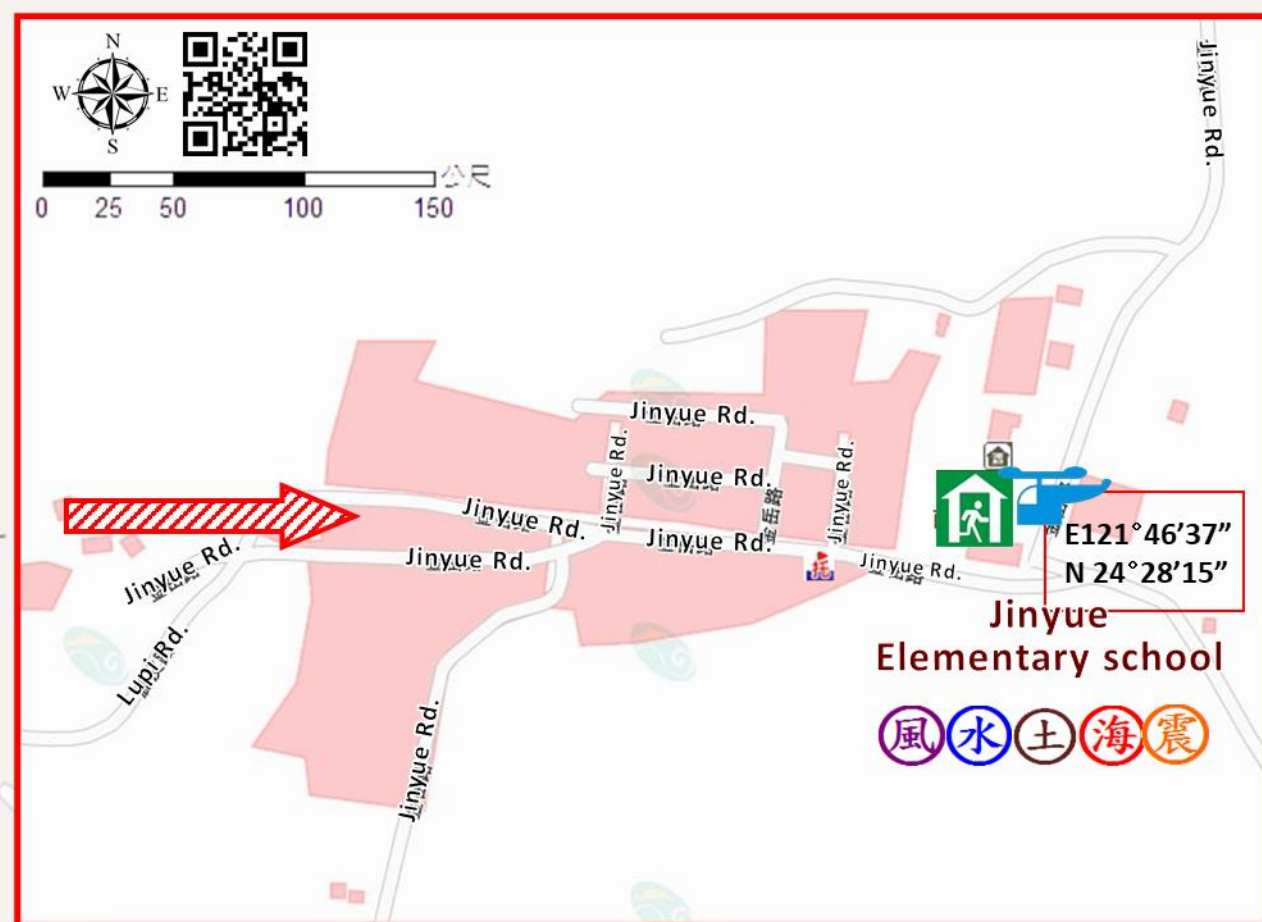 N
W E
S
公尺
0 25 50 100 150
Jinyue Rd.
Jinyue Rd.
Jinyue Rd.
Jinyue Rd.
Jinyue Rd.
金岳路
Jinyue Rd.
Jinyue Rd.
Jinyue Rd.
Jinyue Rd.
Jinyue Rd.
托
E121°46’37”
N 24°28’15”
Jinyue Rd.
Jinyue
Elementary school
Lupi Rd.
Jinyue Rd.
風水土海震